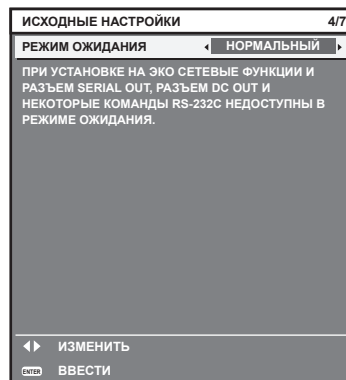 ИСХОДНЫЕ НАСТРОЙКИ 4/7
РЕЖИМ ОЖИДАНИЯ НОРМАЛЬНЫЙ
ПРИ УСТАНОВКЕ НА ЭКО СЕТЕВЫЕ ФУНКЦИИ И
РАЗЪЕМ SERIAL OUT, РАЗЪЕМ DC OUT И
НЕКОТОРЫЕ КОМАНДЫ RS-232C НЕДОСТУПНЫ В
РЕЖИМЕ ОЖИДАНИЯ.
ИЗМЕНИТЬ
ENTER ВВЕСТИ